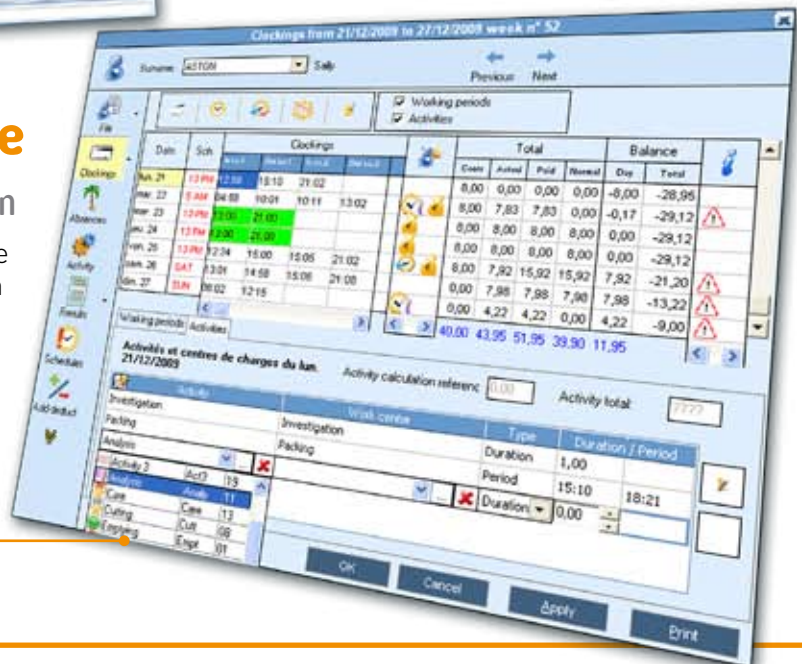 Clockings from 21/12/2009 to 27/12/2009 week n° 52
Surname ASTON Sally
Previous Next
e
m
e
File
Working periods
Activities
Clockings
Date Sch. Clockings Total Balance
Costs Acted Paid Normal Day Total
lun. 21 13 PM 12:58 15:10 21:02 8,00 0,00 0,00 0,00 -8,00 -28,95
mar. 22 5 AM 04:58 10:01 10:11 13:02 8,00 7,83 7,83 0,00 -0,17 -29,12
mer. 23 13 PM 13:00 21:00 8,00 8,00 8,00 0,00 0,00 -29,12
jeu. 24 13 PM 13:00 21:00 8,00 8,00 8,00 8,00 0,00 -29,12
ven. 25 13 PM 12:24 15:00 15:05 21:02 8,00 7,92 15,92 15,92 7,92 -21,20
sam. 26 SAT 13:01 14:58 15:06 21:08 0,00 7,98 7,98 7,98 7,98 -13,22
dim. 27 SUN 08:02 12:15 0,00 4,22 4,22 0,00 4,22 -9,00
40,00 43,95 51,95 39,90 11,95
Absences
Activity
Results
Schedules
Add/deduct
Working periods Activities
Activités et centres de charges du lun.
21/12/2009
Activity calculation referenc 0.00 Activity total: ????
Activity Work centre Type Duration / Period
Investigation Investigation Duration 1,00
Packing Packing Period 15:10 18:21
Analysis Duration 0,00
Activity 3 Act3 19
Analysis Analy 11
Care Care 13
Cutting Cutt 08
Emptying Empt 01
OK Cancel Apply Print